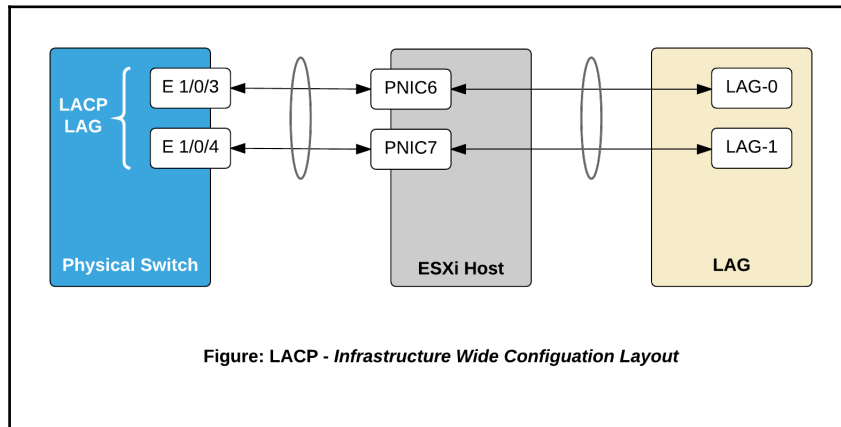 E 1/0/3
PNIC6
LAG-0
LACP
LAG
E 1/0/4
PNIC7
LAG-1
Physical Switch
ESXi Host
LAG
Figure: LACP - Infrastructure Wide Configuation Layout